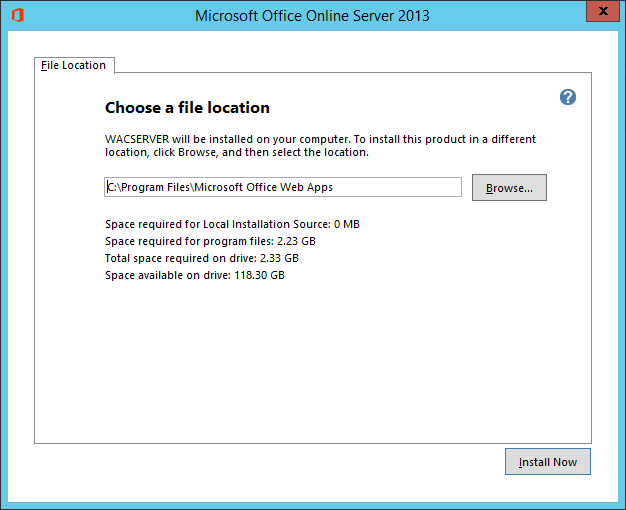 Microsoft Office Online Server 2013
x
File Location
?
Choose a file location
WACSERVER will be installed on your computer. To install this product in a different
location, click Browse, and then select the location.
C:\Program Files\Microsoft Office Web Apps
Browse...
Space required for Local Installation Source: 0 MB
Space required for program files: 2.23 GB
Total space required on drive: 2.33 GB
Space available on drive: 118.30 GB
Install Now